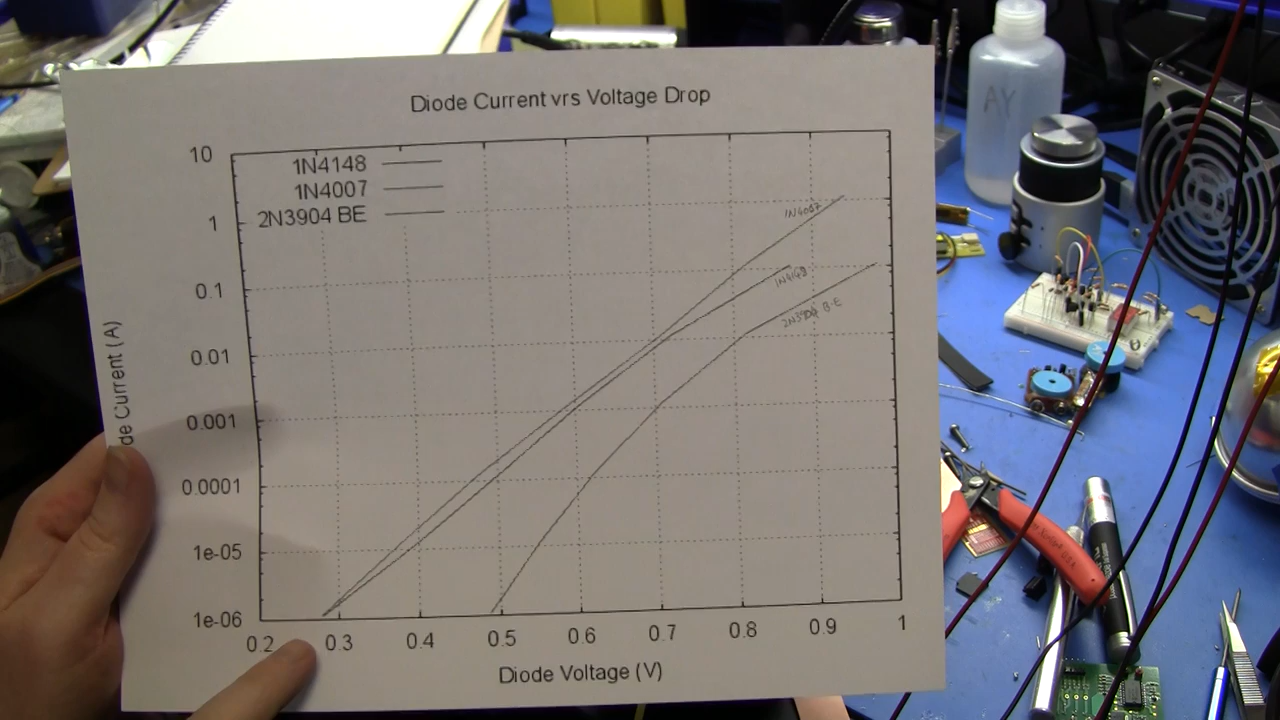 Diode Current vrs Voltage Drop
10
1N4148
1N4007
2N3904 BE
1
0.1
0.01
0.001
0.0001
1e-05
1e-06
de Current (A)
1N4007
1N4148
2N3904 B-E
0.2 0.3 0.4 0.5 0.6 0.7 0.8 0.9 1
Diode Voltage (V)
AY